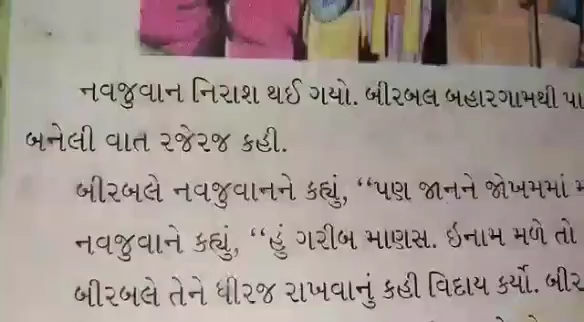 નવજુવાન નિરાશ થઈ ગયો. બીરબલ બહારગામથી
બનેલી વાત રજેરજ કહી.
બીરબલે નવજુવાનને કહ્યું, “પણ જાનને જોખમમાં
નવજુવાને કહ્યું, “હું ગરીબ માણસ. ઇનામ મળે તો
બીરબલે તેને ધીરજ રાખવાનું કહી વિદાય કર્યો.